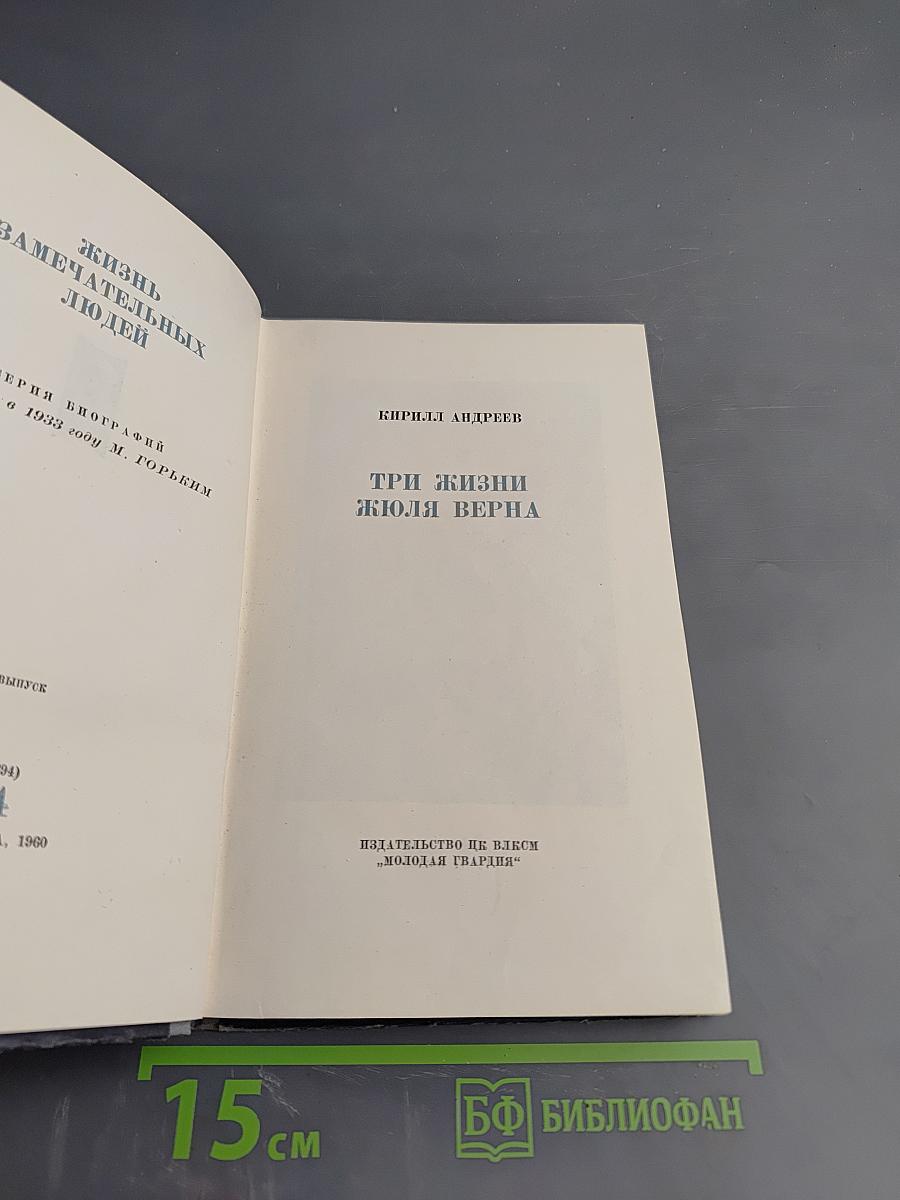 ЖИЗНЬ
ЗАМЕЧАТЕЛЬНЫХ
ЛЮДЕЙ
СЕРИЯ БИОГРАФИЙ
в 1933 году М. ГОРЬКИМ
ВЫПУСК
94)
4
, 1960
КИРИЛЛ АНДРЕЕВ
ТРИ ЖИЗНИ
ЖЮЛЯ ВЕРНА
ИЗДАТЕЛЬСТВО ЦК ВЛКСМ
„МОЛОДАЯ ГВАРДИЯ“
15 см
БФ БИБЛИОФАН